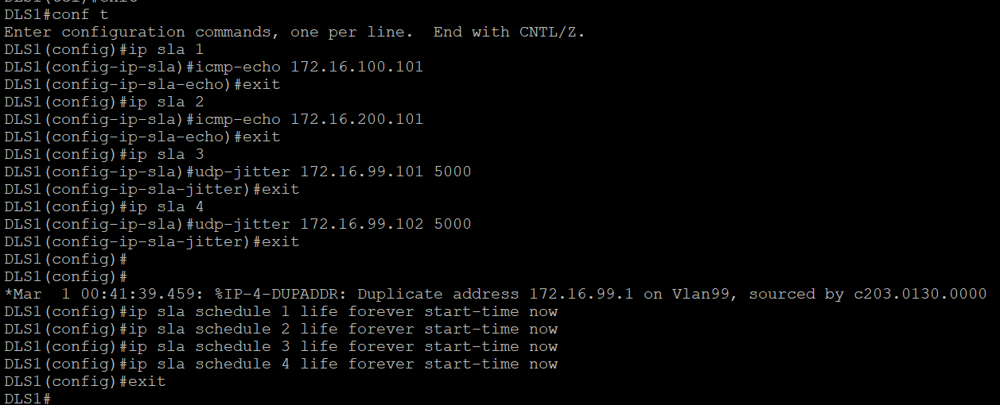 DLS1#conf t
Enter configuration commands, one per line.  End with CNTL/Z.
DLS1(config)#ip sla 1
DLS1(config-ip-sla)#icmp-echo 172.16.100.101
DLS1(config-ip-sla-echo)#exit
DLS1(config)#ip sla 2
DLS1(config-ip-sla)#icmp-echo 172.16.200.101
DLS1(config-ip-sla-echo)#exit
DLS1(config)#ip sla 3
DLS1(config-ip-sla)#udp-jitter 172.16.99.101 5000
DLS1(config-ip-sla-jitter)#exit
DLS1(config)#ip sla 4
DLS1(config-ip-sla)#udp-jitter 172.16.99.102 5000
DLS1(config-ip-sla-jitter)#exit
DLS1(config)#
DLS1(config)#
*Mar  1 00:41:39.459: %IP-4-DUPADDR: Duplicate address 172.16.99.1 on Vlan99, sourced by c203.0130.0000
DLS1(config)#ip sla schedule 1 life forever start-time now
DLS1(config)#ip sla schedule 2 life forever start-time now
DLS1(config)#ip sla schedule 3 life forever start-time now
DLS1(config)#ip sla schedule 4 life forever start-time now
DLS1(config)#exit
DLS1#